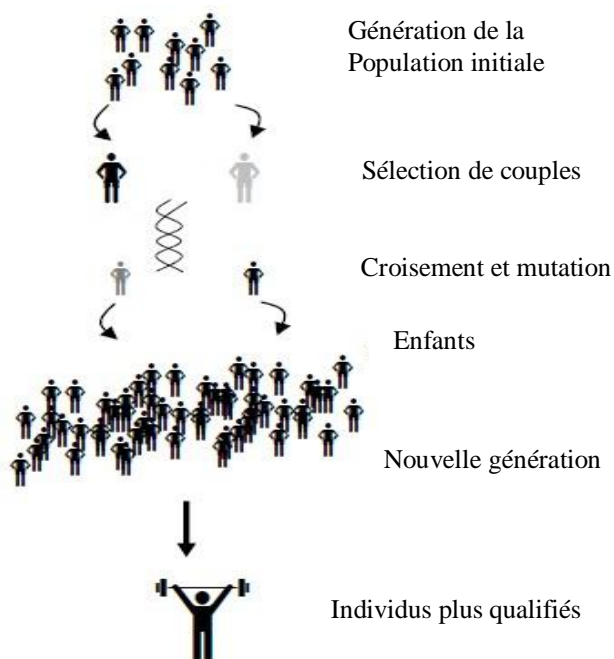 Génération de la
Population initiale
Sélection de couples
Croisement et mutation
Enfants
Nouvelle génération
Individus plus qualifiés